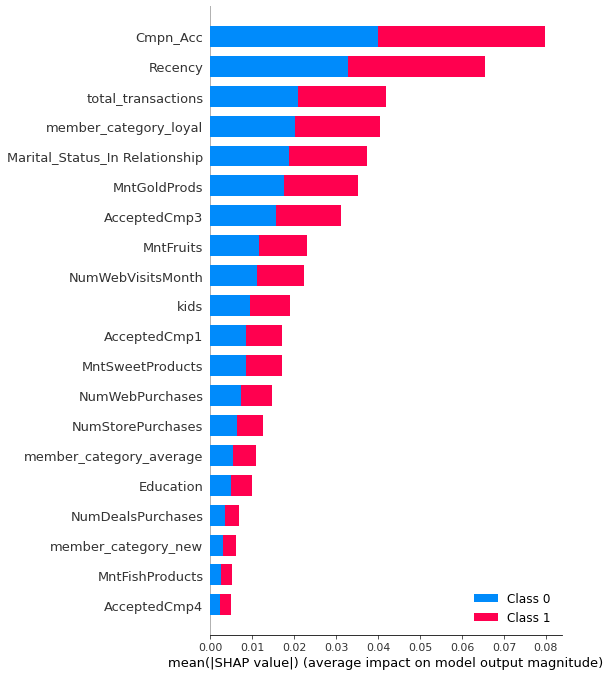 Cmpn_Acc
Recency
total_transactions
member_category_loyal
Marital_Status_In Relationship
MntGoldProds
AcceptedCmp3
MntFruits
NumWebVisitsMonth
kids
AcceptedCmp1
MntSweetProducts
NumWebPurchases
NumStorePurchases
member_category_average
Education
NumDealsPurchases
member_category_new
MntFishProducts
AcceptedCmp4
Class 0
Class 1
0.00 0.01 0.02 0.03 0.04 0.05 0.06 0.07 0.08
mean(|SHAP value|) (average impact on model output magnitude)